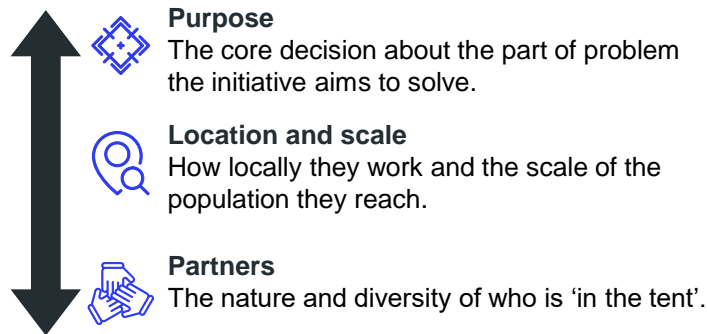 Purpose
The core decision about the part of problem
the initiative aims to solve.
Location and scale
How locally they work and the scale of the
population they reach.
Partners
The nature and diversity of who is ‘in the tent’.